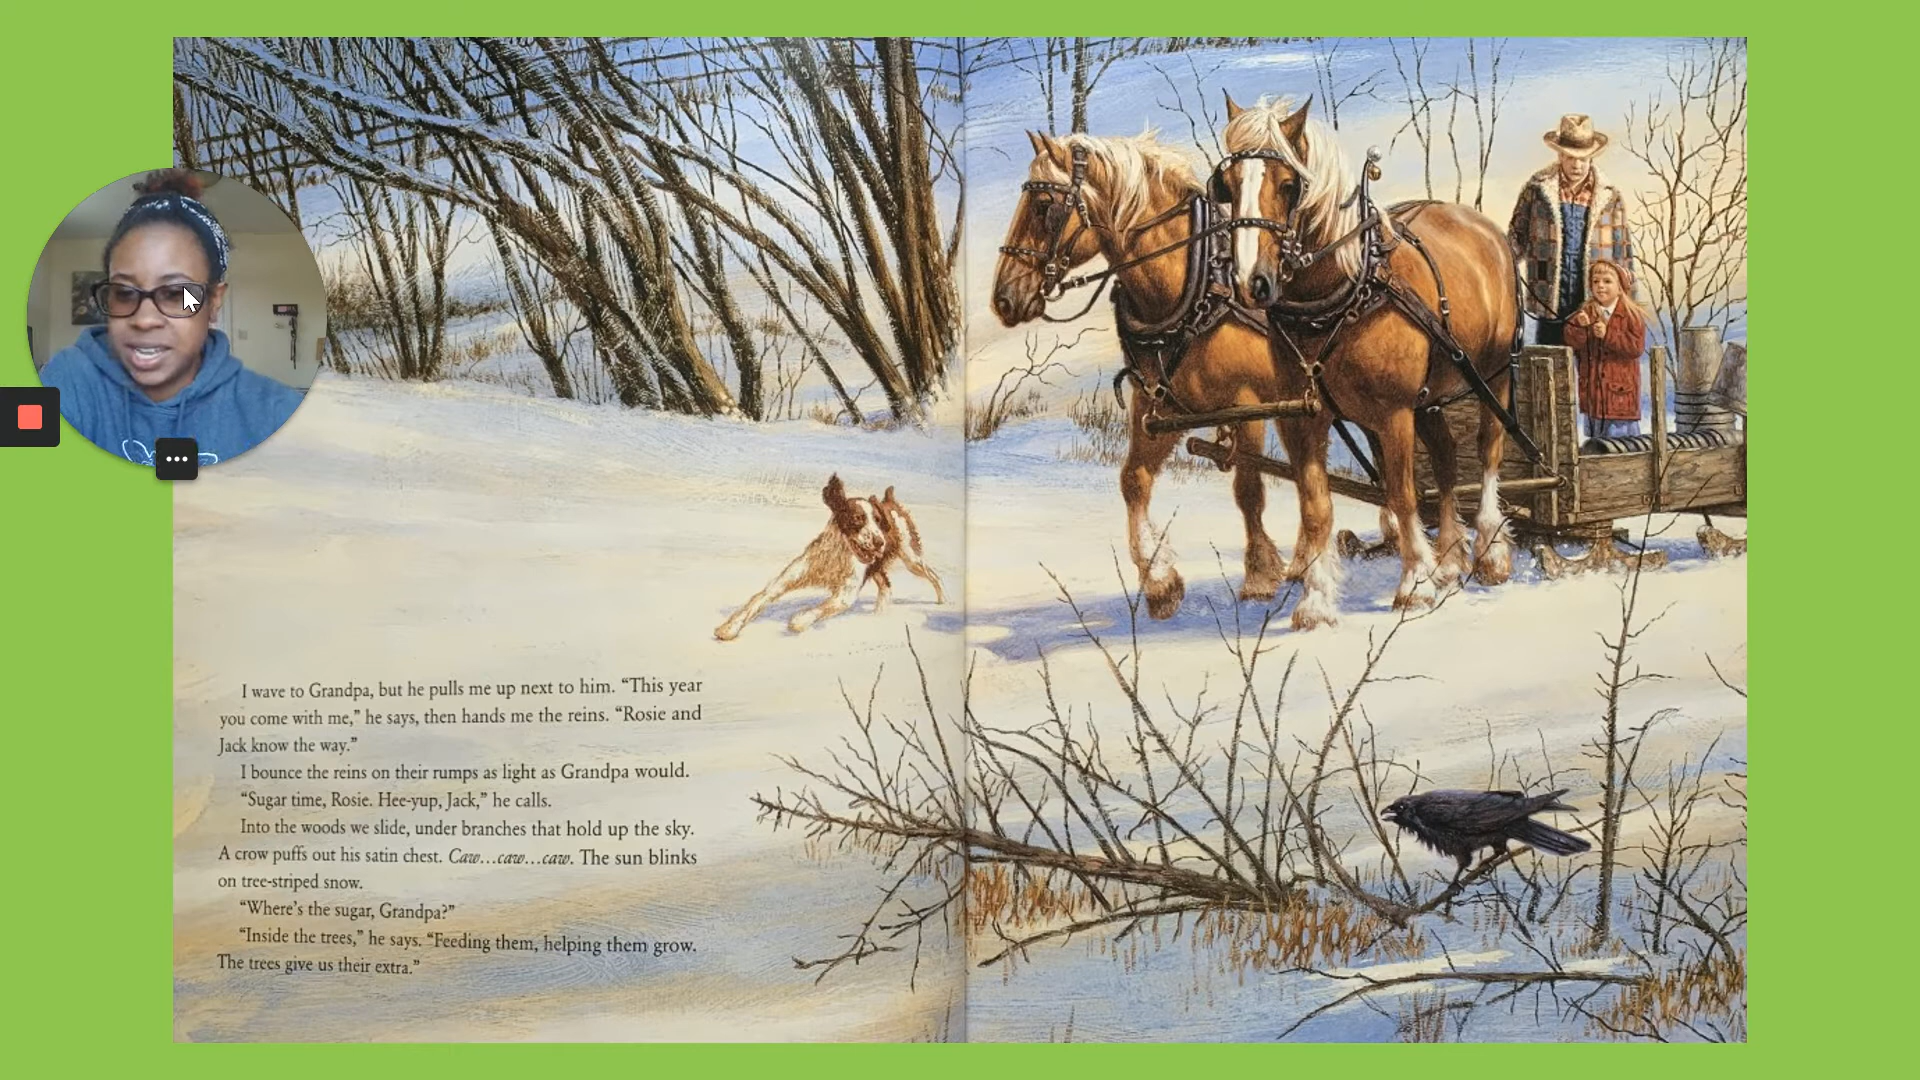 I wave to Grandpa, but he pulls me up next to him. “This year
you come with me,” he says, then hands me the reins. “Rosie and
Jack know the way.”
I bounce the reins on their rumps as light as Grandpa would.
“Sugar time, Rosie. Hee-yup, Jack,” he calls.
Into the woods we slide, under branches that hold up the sky.
A crow puffs out his satin chest. Caw…caw…caw. The sun blinks
on tree-striped snow.
“Where’s the sugar, Grandpa?”
“Inside the trees,” he says. “Feeding them, helping them grow.
The trees give us their extra.”